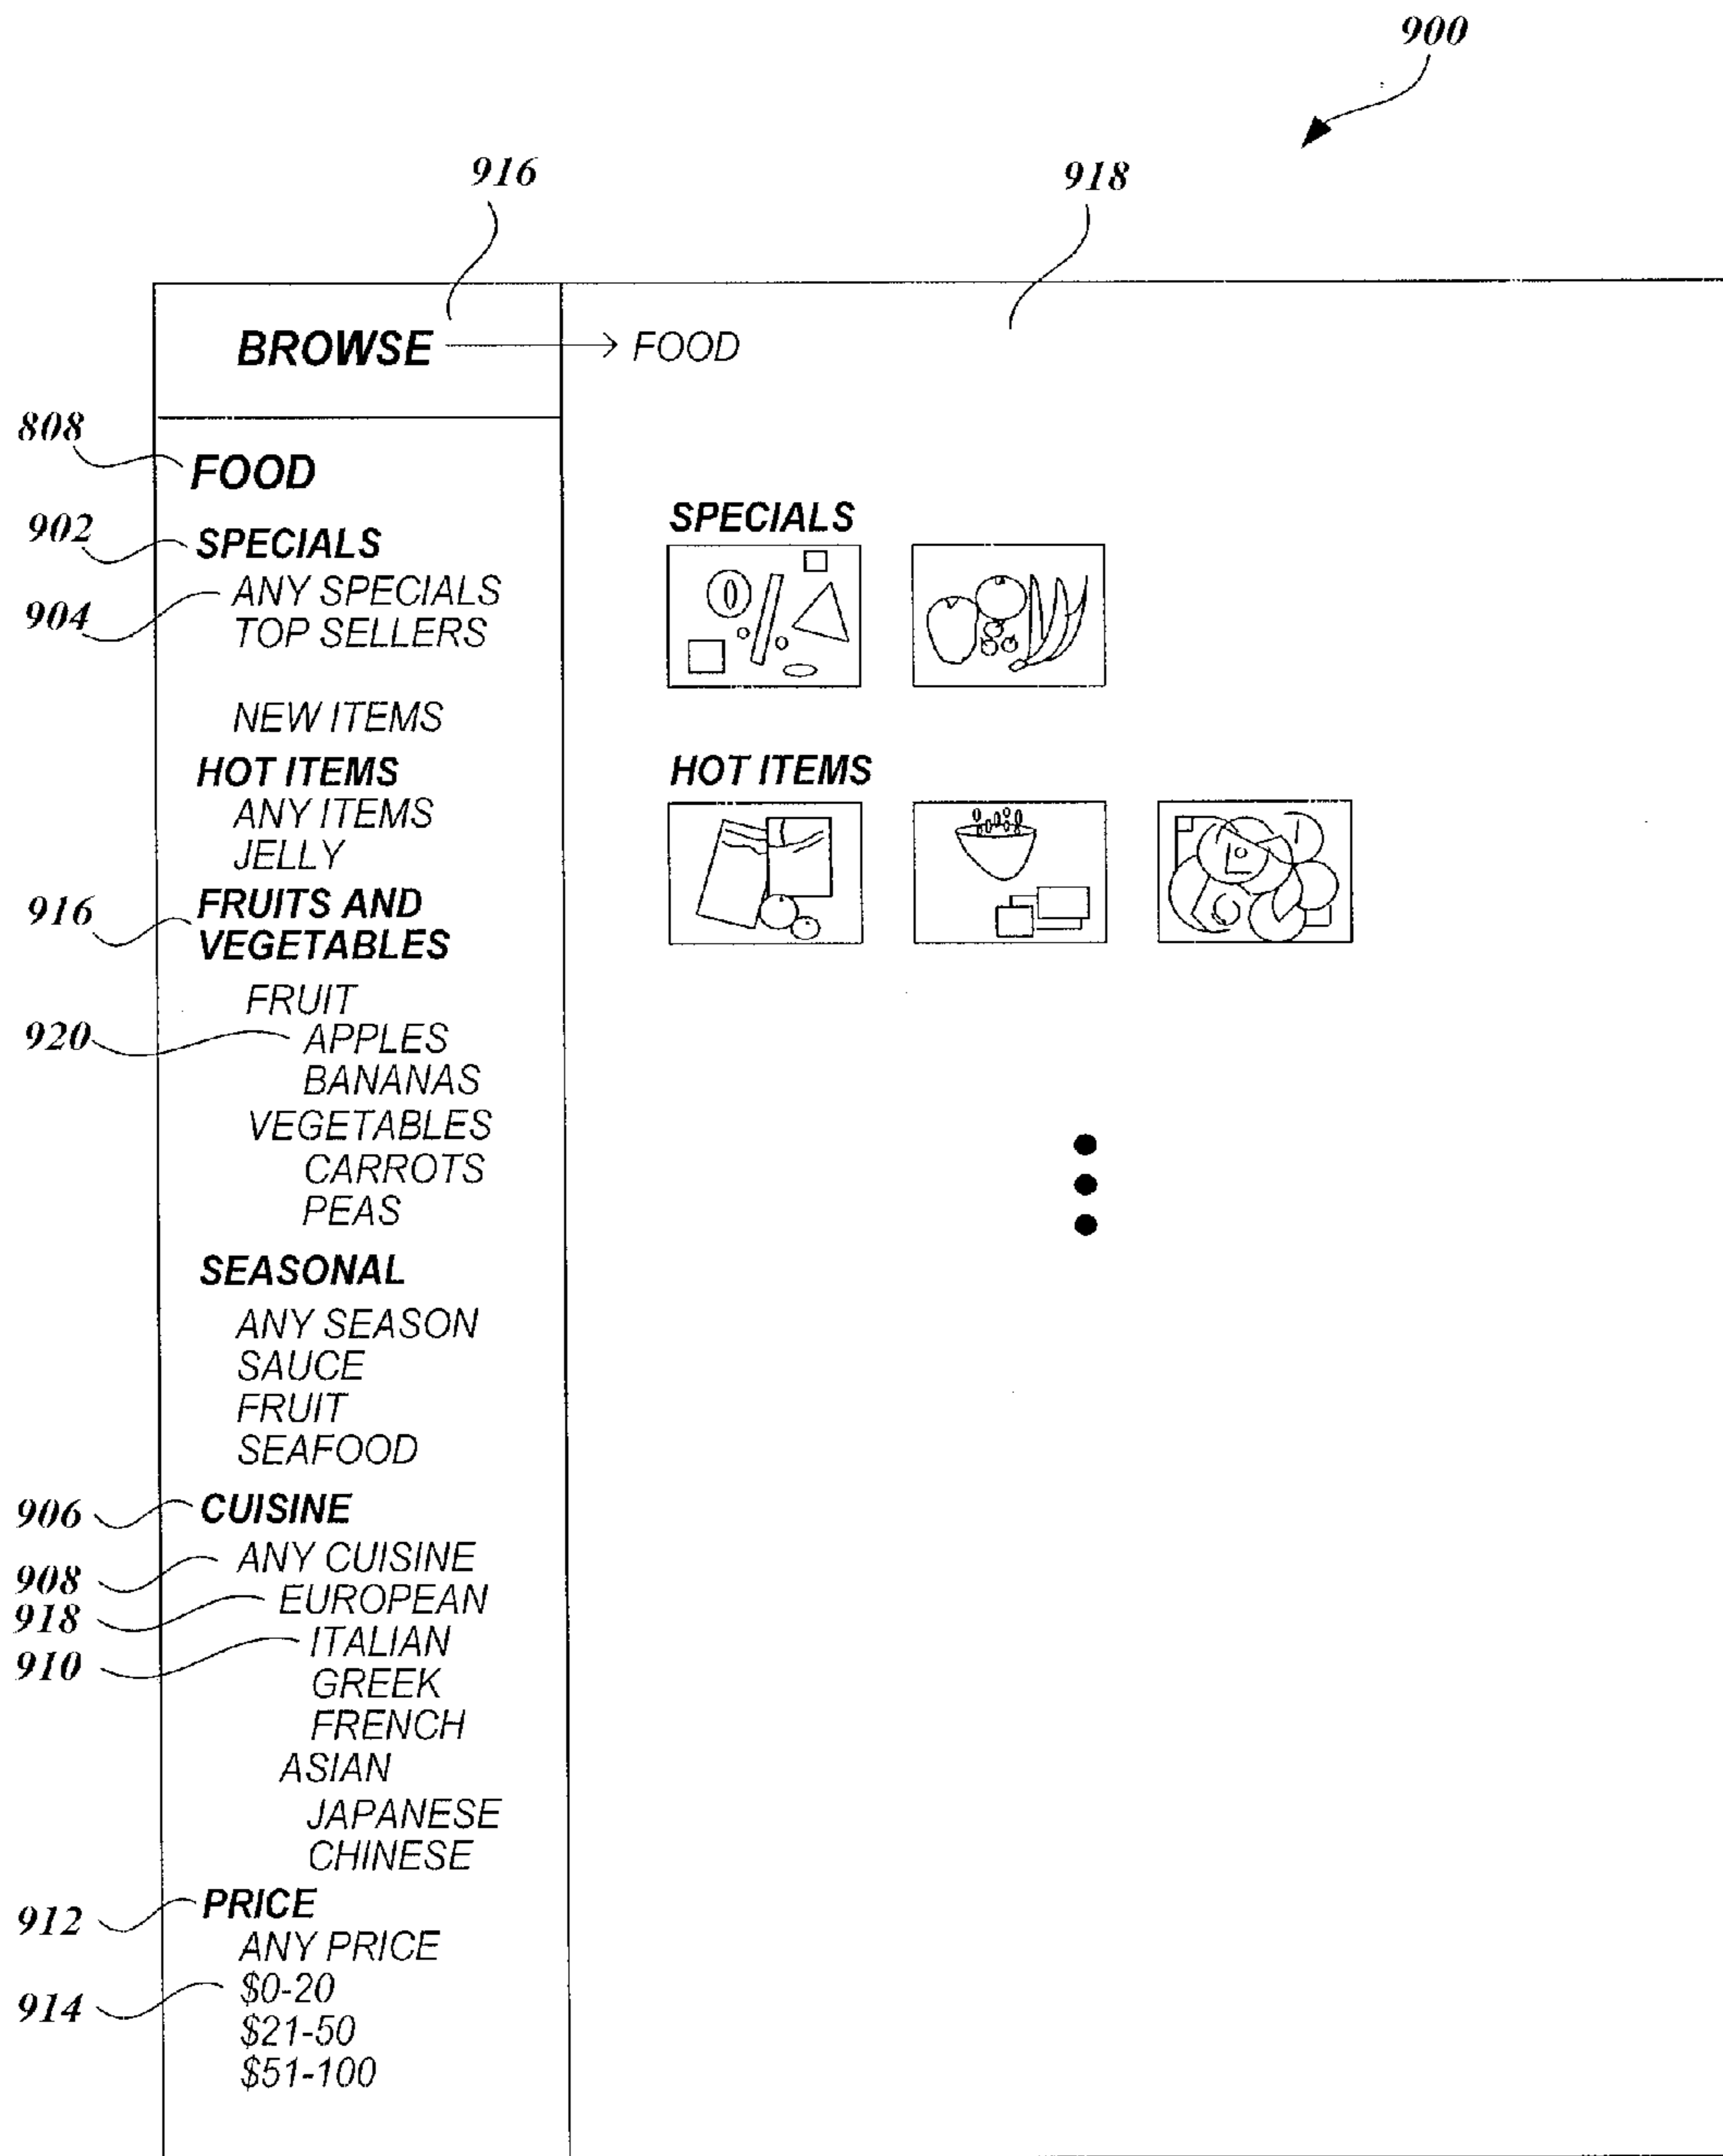 900
916
918
BROWSE → FOOD
808
FOOD
902
SPECIALS
904
ANY SPECIALS
TOP SELLERS
NEW ITEMS
HOT ITEMS
ANY ITEMS
JELLY
916
FRUITS AND
VEGETABLES
FRUIT
920
APPLES
BANANAS
VEGETABLES
CARROTS
PEAS
SEASONAL
ANY SEASON
SAUCE
FRUIT
SEAFOOD
906
CUISINE
908
ANY CUISINE
918
EUROPEAN
910
ITALIAN
GREEK
FRENCH
ASIAN
JAPANESE
CHINESE
912
PRICE
ANY PRICE
914
$0-20
$21-50
$51-100
SPECIALS
HOT ITEMS